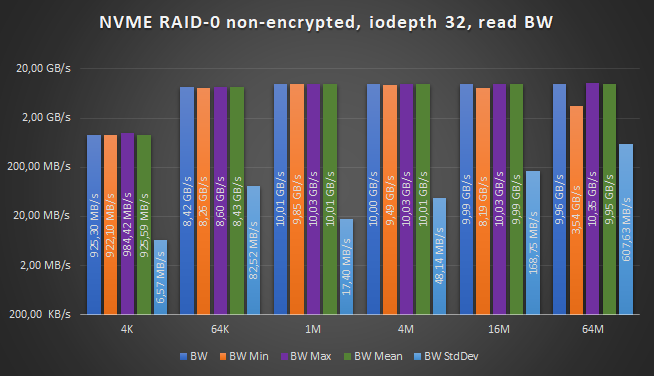 NVME RAID-0 non-encrypted, iodepth 32, read BW
20,00 GB/s
2,00 GB/s
200,00 MB/s
20,00 MB/s
2,00 MB/s
200,00 KB/s
925,30 MB/s
922,10 MB/s
984,42 MB/s
925,59 MB/s
6,57 MB/s
8,42 GB/s
8,26 GB/s
8,60 GB/s
8,43 GB/s
82,52 MB/s
10,01 GB/s
9,85 GB/s
10,03 GB/s
10,01 GB/s
17,40 MB/s
10,00 GB/s
9,49 GB/s
10,03 GB/s
10,01 GB/s
48,14 MB/s
9,99 GB/s
8,19 GB/s
10,03 GB/s
9,99 GB/s
168,75 MB/s
9,96 GB/s
3,54 GB/s
10,35 GB/s
9,95 GB/s
607,63 MB/s
4K 64K 1M 4M 16M 64M
BW BW Min BW Max BW Mean BW StdDev